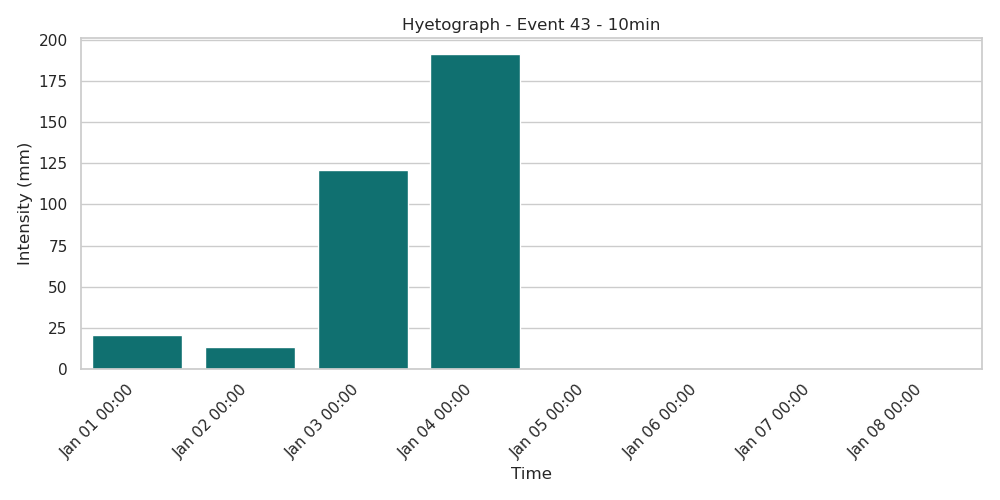 Hyetograph - Event 43 - 10min
Intensity (mm)
200
175
150
125
100
75
50
25
0
Jan 01 00:00
Jan 02 00:00
Jan 03 00:00
Jan 04 00:00
Jan 05 00:00
Jan 06 00:00
Jan 07 00:00
Jan 08 00:00
Time